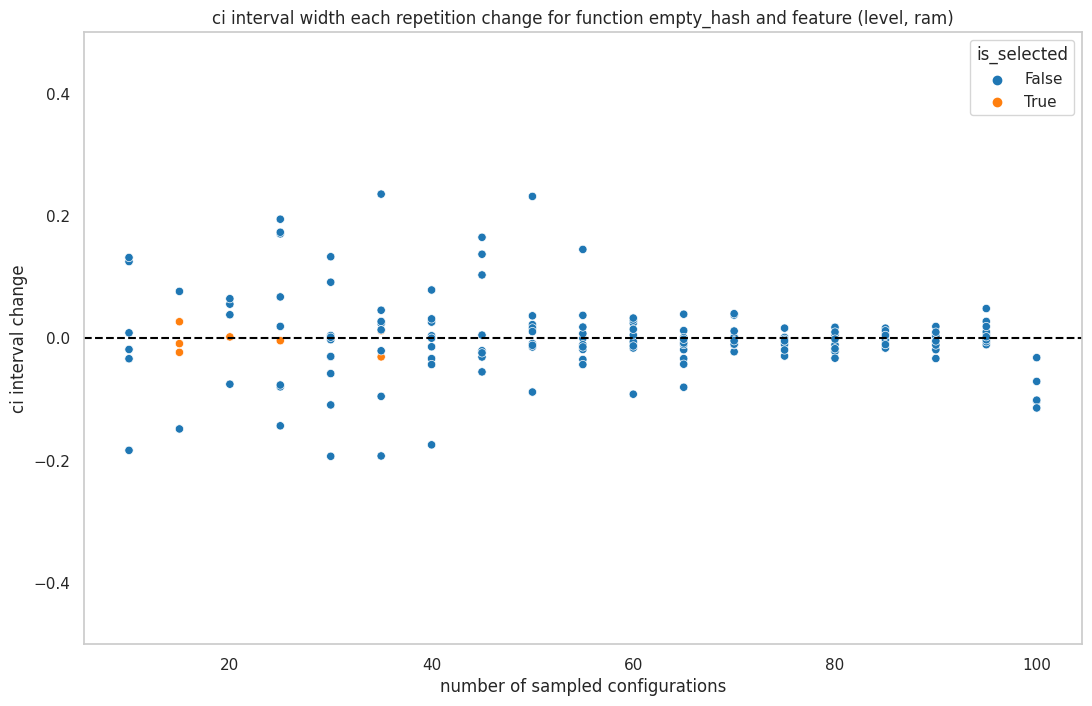 ci interval width each repetition change for function empty_hash and feature (level, ram)
is_selected
False
True
ci interval change
0.4
0.2
0.0
−0.2
−0.4
20
40
60
80
100
number of sampled configurations